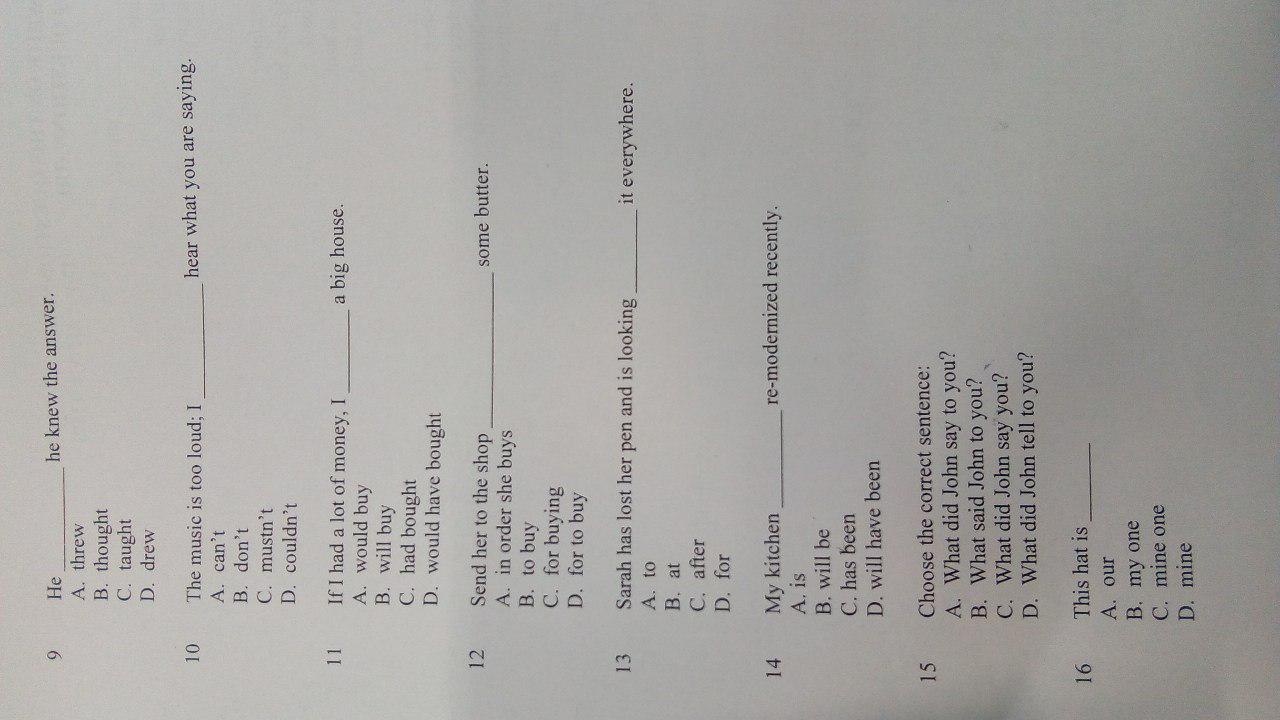 9 He ________ he knew the answer.
A. threw
B. thought
C. taught
D. drew
10 The music is too loud; I ________ hear what you are saying.
A. can't
B. don't
C. mustn't
D. couldn't
11 If I had a lot of money, I ________ a big house.
A. would buy
B. will buy
C. had bought
D. would have bought
12 Send her to the shop ________ some butter.
A. in order she buys
B. to buy
C. for buying
D. for to buy
13 Sarah has lost her pen and is looking ________ it everywhere.
A. to
B. at
C. after
D. for
14 My kitchen ________ re-modernized recently.
A. is
B. will be
C. has been
D. will have been
15 Choose the correct sentence:
A. What did John say to you?
B. What said John to you?
C. What did John say you?
D. What did John tell to you?
16 This hat is ________
A. our
B. my one
C. mine one
D. mine